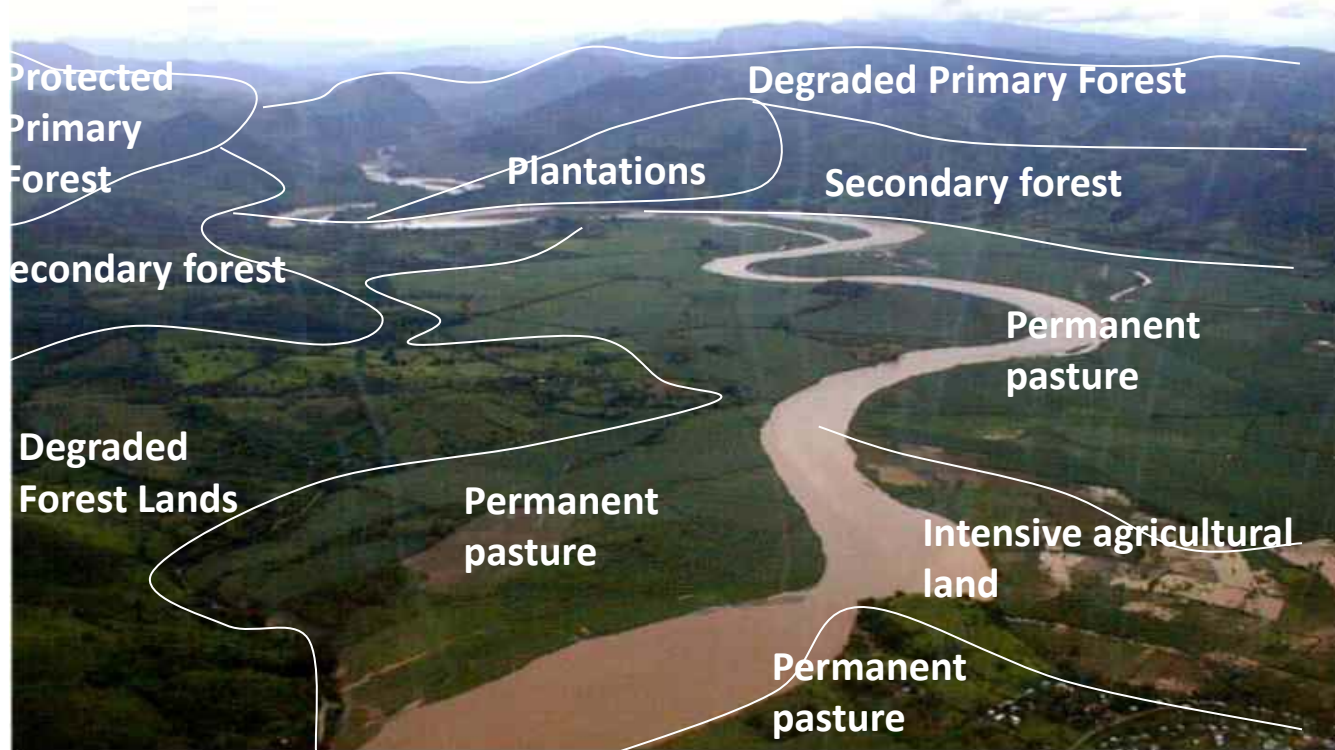 Protected
Primary
Forest
Degraded Primary Forest
Plantations
Secondary forest
econdary forest
Permanent
pasture
Degraded
Forest Lands
Permanent
pasture
Intensive agricultural
land
Permanent
pasture